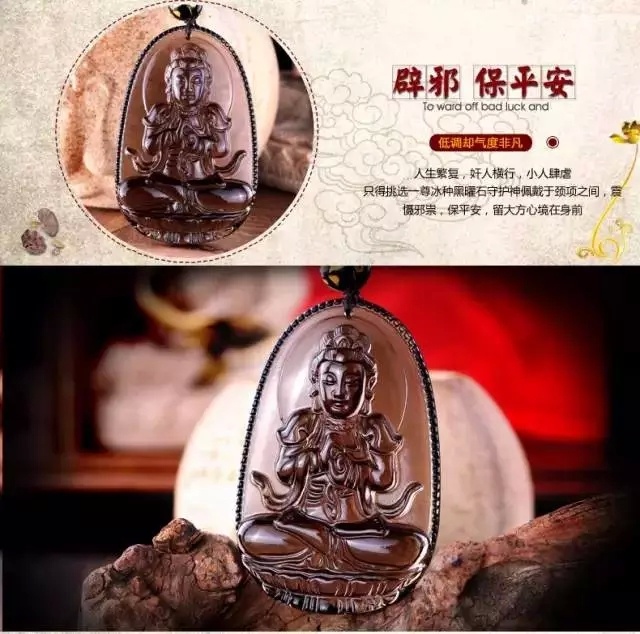 辟邪 保平安
To ward off bad luck and
低调却气度非凡
人生繁复，奸人横行，小人肆虐
只得挑选一尊冰种黑曜石守护神佩戴于颈项之间，震
慑邪祟，保平安，留大方心境在身前